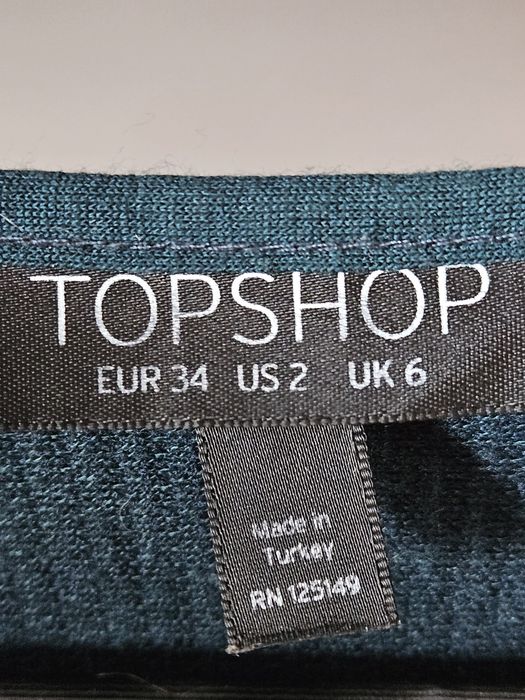 TOPSHOP
EUR 34 US 2 UK 6
Made in
Turkey
RN 125149